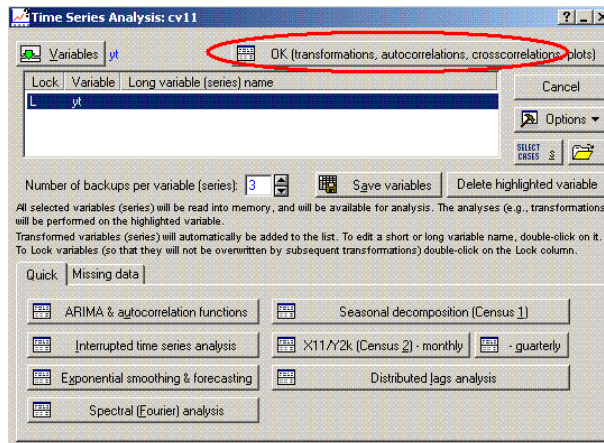 Time Series Analysis: cv11
Variables yt OK (transformations, autocorrelations, crosscorrelations, plots)
Lock Variable Long variable (series) name
L yt
Cancel
Options
SELECT CASES S
Number of backups per variable (series): 3 Save variables Delete highlighted variable
All selected variables (series) will be read into memory, and will be available for analysis. The analyses (e.g., transformations
will be performed on the highlighted variable.
Transformed variables (series) will automatically be added to the list. To edit a short or long variable name, double-click on it.
To Lock variables (so that they will not be overwritten by subsequent transformations) double-click on the Lock column.
Quick Missing data
ARIMA & autocorrelation functions Seasonal decomposition (Census 1)
Interrupted time series analysis X11/Y2k (Census 2) - monthly - quarterly
Exponential smoothing & forecasting Distributed lags analysis
Spectral (Fourier) analysis